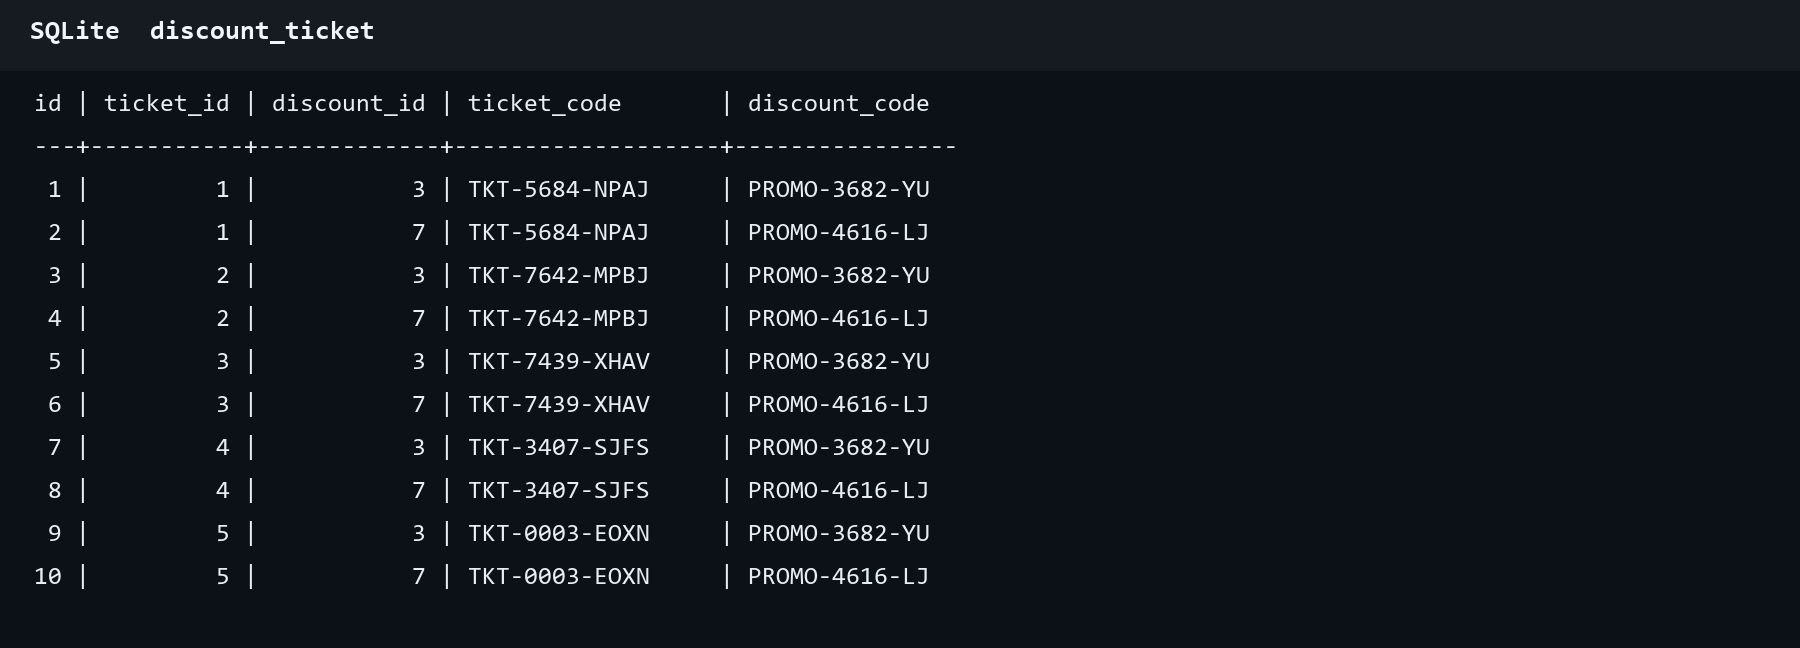 SQLite  discount_ticket
id | ticket_id | discount_id | ticket_code       | discount_code
---+-----------+-------------+-------------------+----------------
 1 |         1 |           3 | TKT-5684-NPAJ     | PROMO-3682-YU
 2 |         1 |           7 | TKT-5684-NPAJ     | PROMO-4616-LJ
 3 |         2 |           3 | TKT-7642-MPBJ     | PROMO-3682-YU
 4 |         2 |           7 | TKT-7642-MPBJ     | PROMO-4616-LJ
 5 |         3 |           3 | TKT-7439-XHAV     | PROMO-3682-YU
 6 |         3 |           7 | TKT-7439-XHAV     | PROMO-4616-LJ
 7 |         4 |           3 | TKT-3407-SJFS     | PROMO-3682-YU
 8 |         4 |           7 | TKT-3407-SJFS     | PROMO-4616-LJ
 9 |         5 |           3 | TKT-0003-EOXN     | PROMO-3682-YU
10 |         5 |           7 | TKT-0003-EOXN     | PROMO-4616-LJ